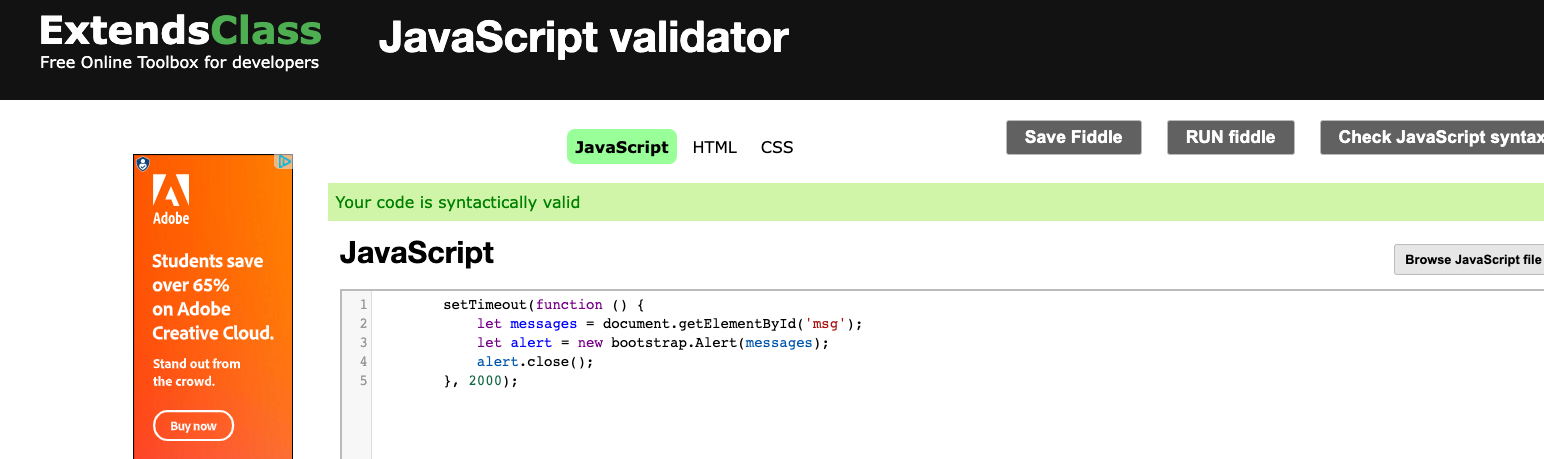 ExtendsClass
Free Online Toolbox for developers
JavaScript validator
JavaScript HTML CSS
Save Fiddle RUN fiddle Check JavaScript syntax
Your code is syntactically valid
JavaScript
Browse JavaScript file
1 setTimeout(function () {
2 let messages = document.getElementById('msg');
3 let alert = new bootstrap.Alert(messages);
4 alert.close();
5 }, 2000);
Adobe
Students save
over 65%
on Adobe
Creative Cloud.
Stand out from
the crowd.
Buy now